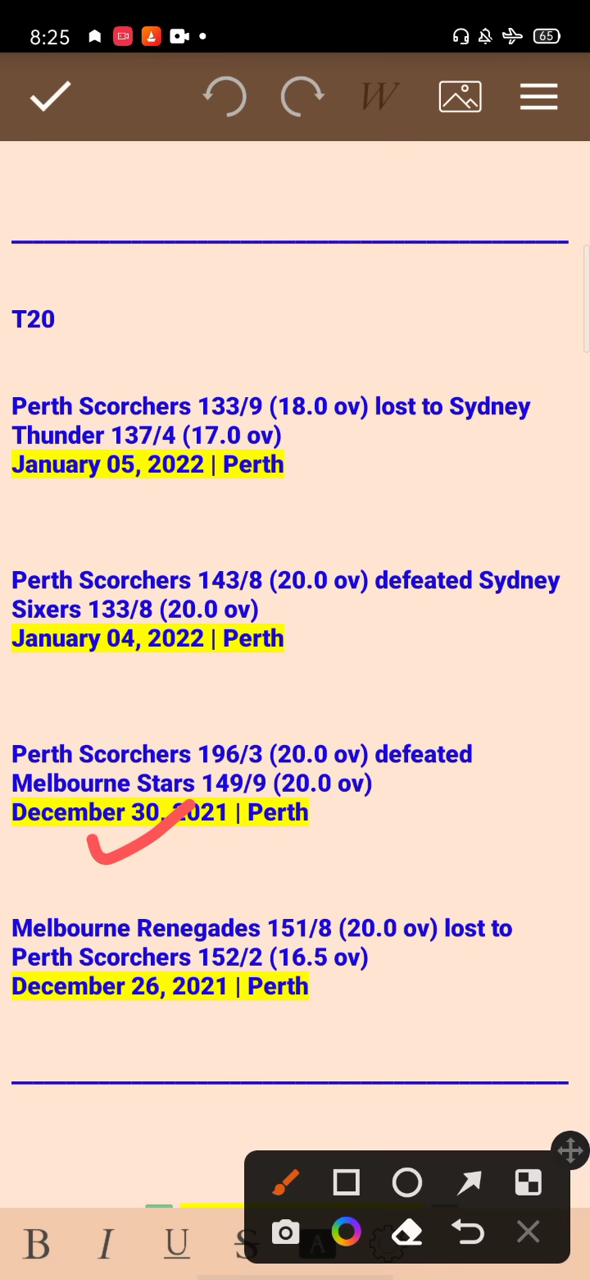 8:25
65
W
T20
Perth Scorchers 133/9 (18.0 ov) lost to Sydney
Thunder 137/4 (17.0 ov)
January 05, 2022 | Perth
Perth Scorchers 143/8 (20.0 ov) defeated Sydney
Sixers 133/8 (20.0 ov)
January 04, 2022 | Perth
Perth Scorchers 196/3 (20.0 ov) defeated
Melbourne Stars 149/9 (20.0 ov)
December 30, 2021 | Perth
Melbourne Renegades 151/8 (20.0 ov) lost to
Perth Scorchers 152/2 (16.5 ov)
December 26, 2021 | Perth
B I U S A